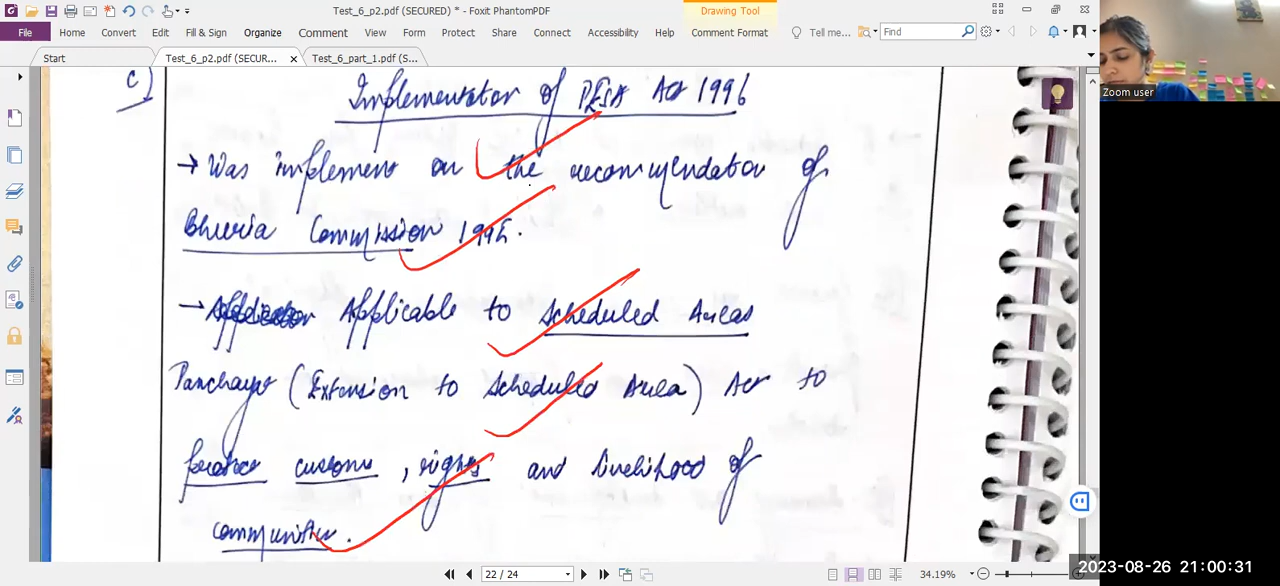 Test_6_p2.pdf (SECURED) * - Foxit PhantomPDF
Drawing Tool
File Home Convert Edit Fill & Sign Organize Comment View Form Protect Share Connect Accessibility Help Comment Format Tell me... Find
Start Test_6_p2.pdf (SECUR... × Test_6_part_1.pdf (S...
Zoom user
c) Implementation of PESA Act 1996
→ Was implement on the recommendation of
Bhuria Commission 1995.
→ Applicable to Scheduled Areas
Panchayat (Extension to Scheduled Area) Act to
customs, rights and livelihood of
communities.
22 / 24
34.19%
2023-08-26 21:00:31